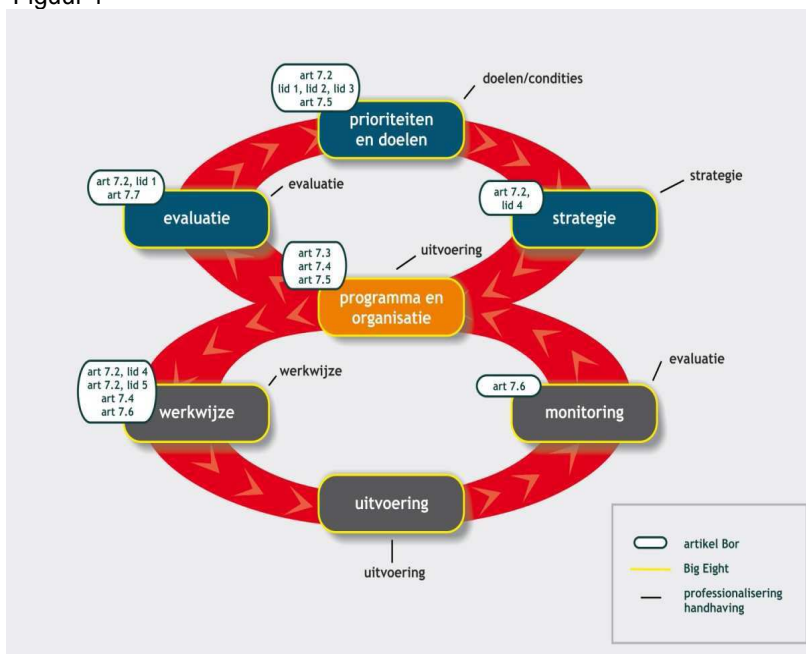 art 7.2
lid 1, lid 2, lid 3
art 7.5
doelen/condities
prioriteiten
en doelen
art 7.2, lid 1
art 7.7
evaluatie
evaluatie
art 7.2,
lid 4
strategie
strategie
art 7.3
art 7.4
art 7.5
uitvoering
programma en
organisatie
art 7.2, lid 4
art 7.2, lid 5
art 7.4
art 7.6
werkwijze
werkwijze
art 7.6
evaluatie
monitoring
uitvoering
uitvoering
artikel Bor
Big Eight
professionalisering
handhaving